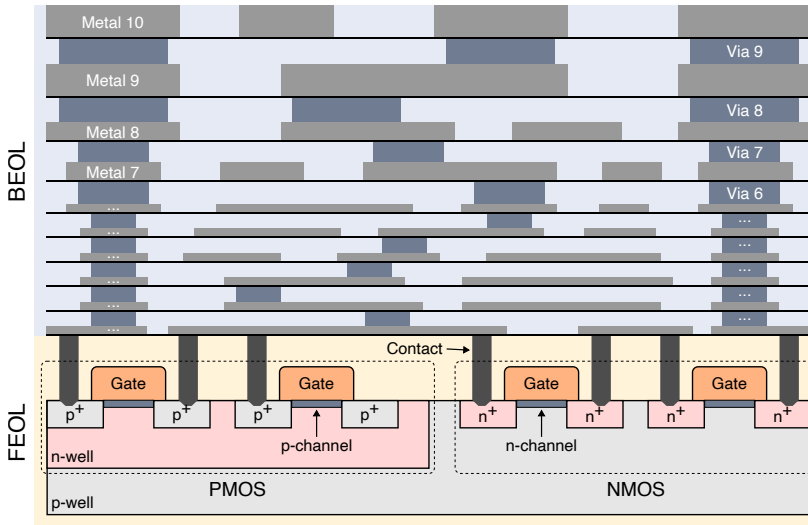 Metal 10
Via 9
Metal 9
Via 8
Metal 8
Via 7
Metal 7
Via 6
... ...
... ...
... ...
... ...
... ...
...
BEOL
Contact
Gate Gate Gate Gate
p+ p+ p+ p+ n+ n+ n+ n+
p-channel n-channel
n-well
PMOS NMOS
p-well
FEOL